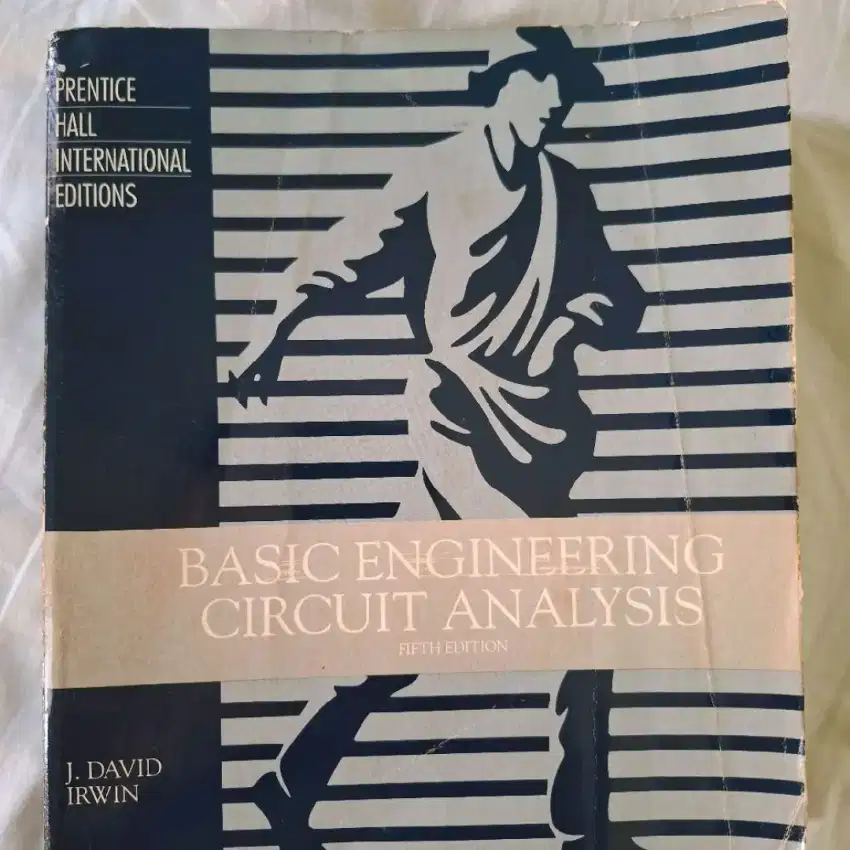 PRENTICE
HALL
INTERNATIONAL
EDITIONS
BASIC ENGINEERING
CIRCUIT ANALYSIS
FIFTH EDITION
J. DAVID
IRWIN